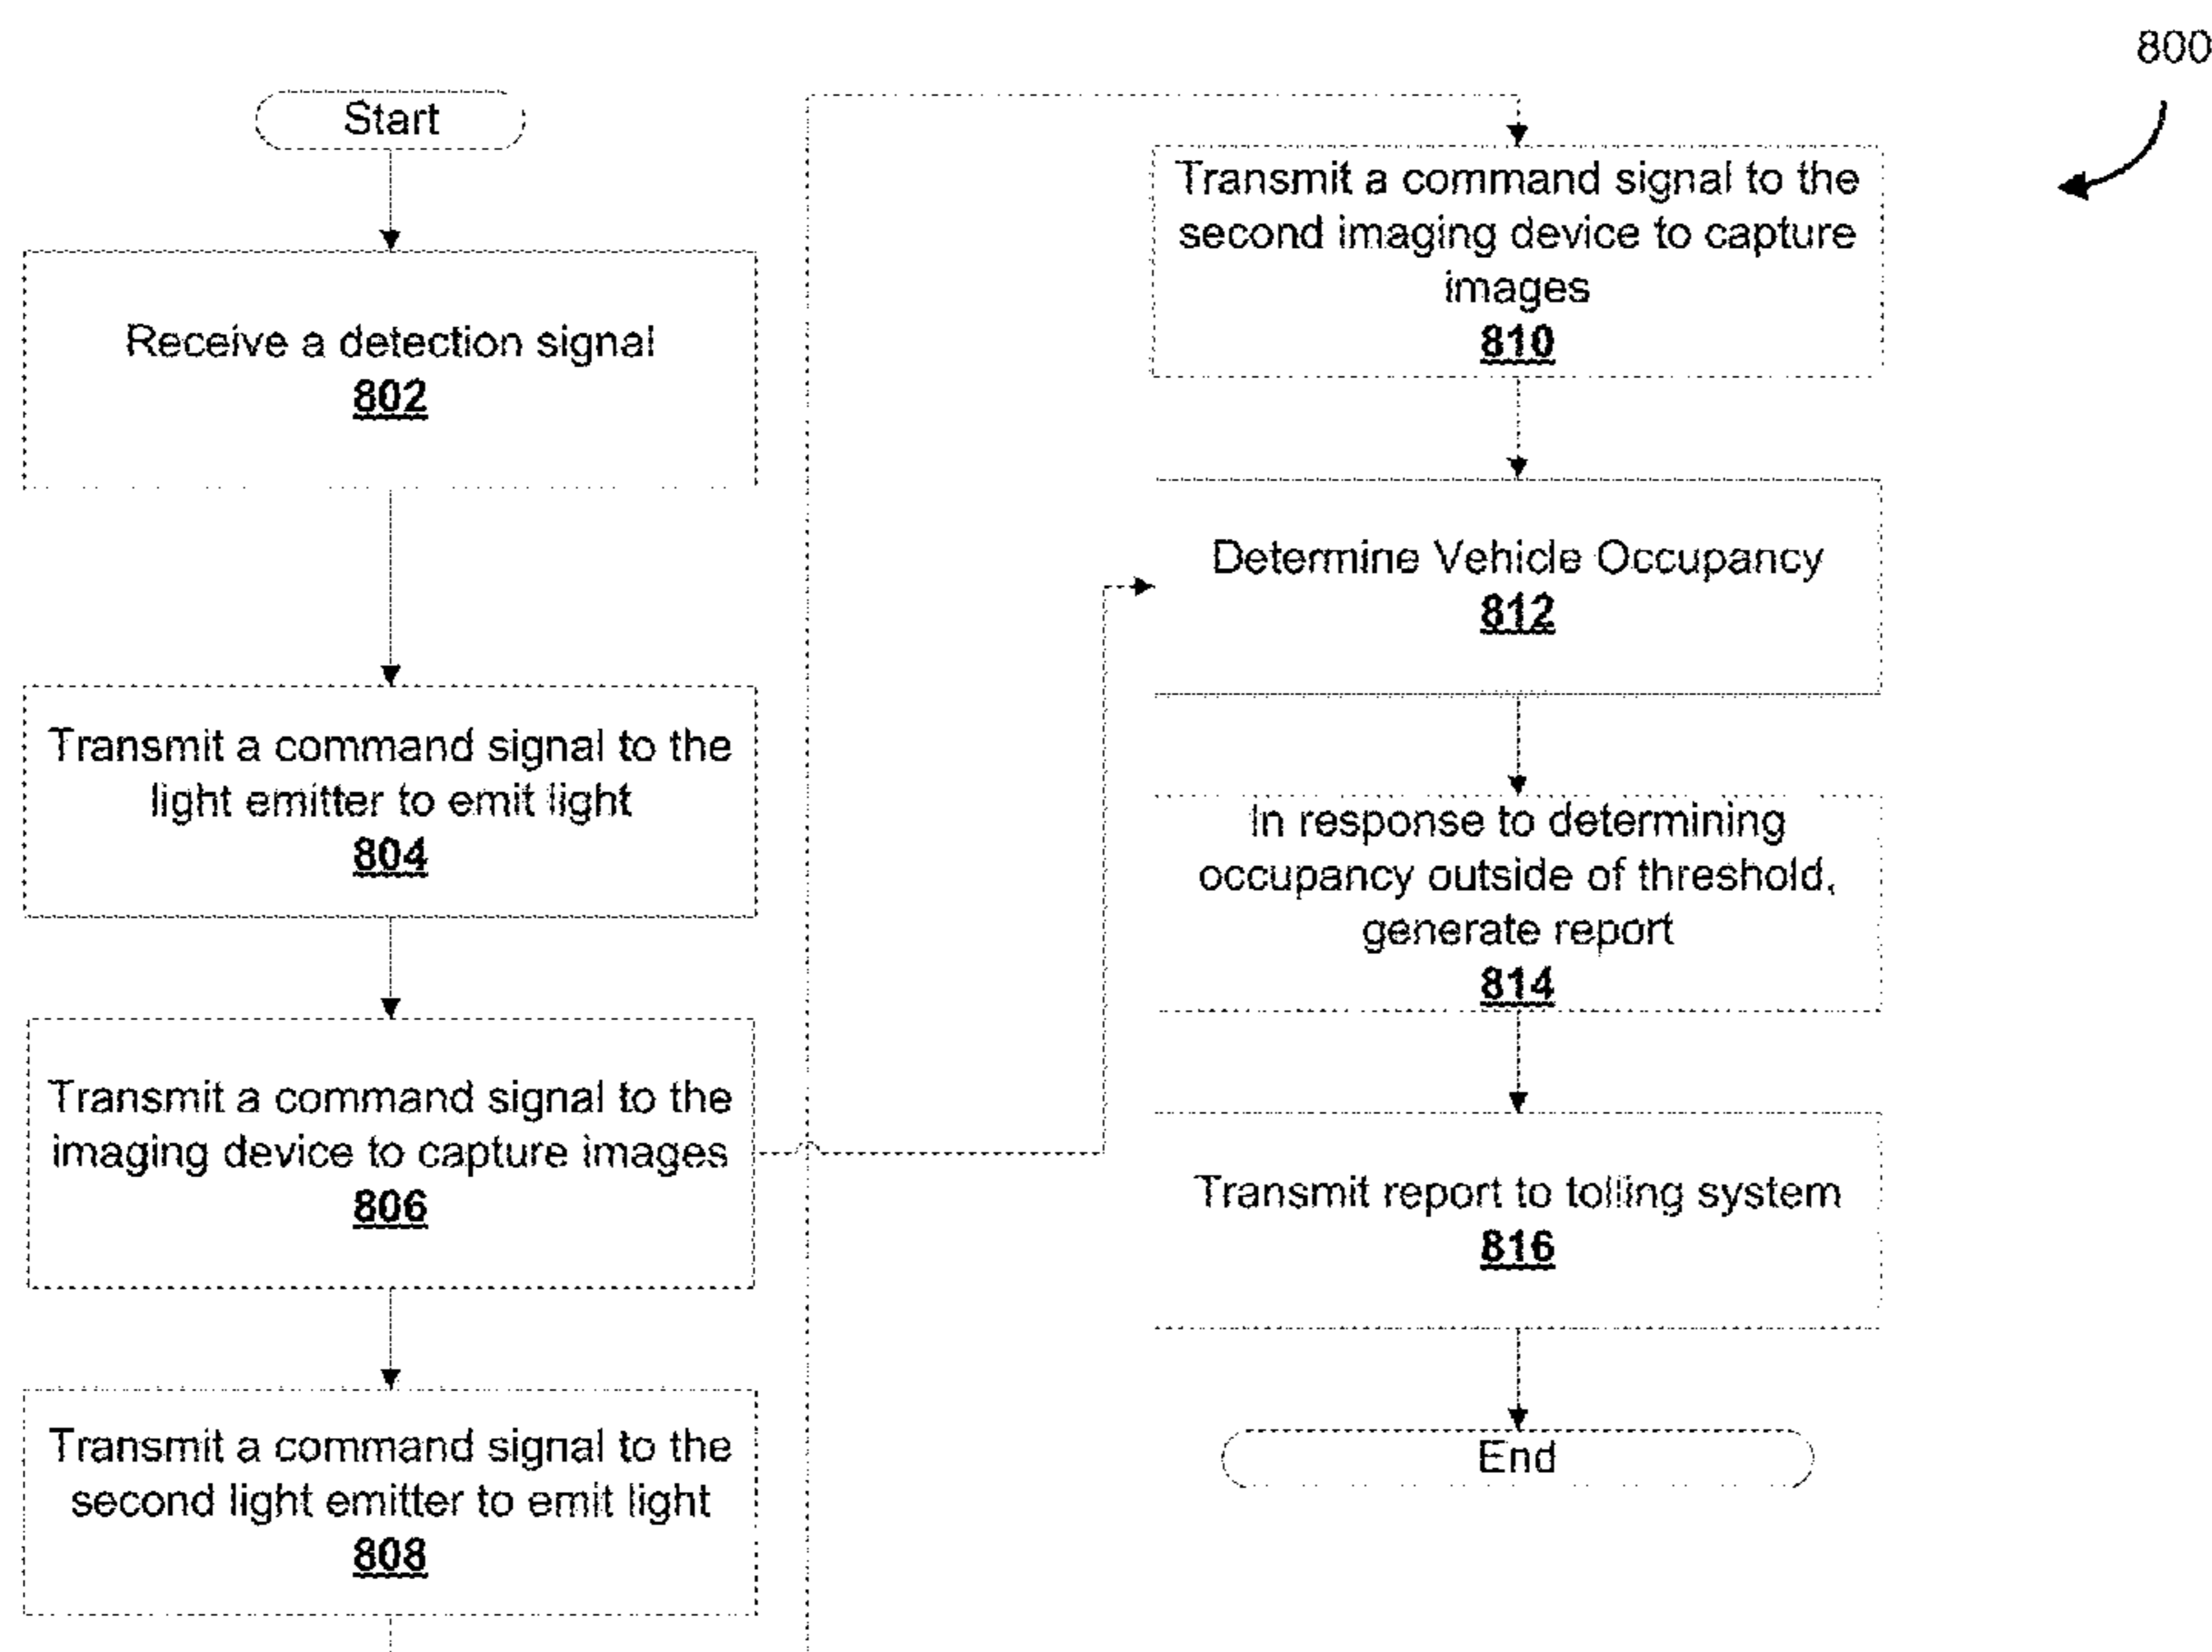 800
Start
Receive a detection signal
802
Transmit a command signal to the
light emitter to emit light
804
Transmit a command signal to the
imaging device to capture images
806
Transmit a command signal to the
second light emitter to emit light
808
Transmit a command signal to the
second imaging device to capture
images
810
Determine Vehicle Occupancy
812
In response to determining
occupancy outside of threshold,
generate report
814
Transmit report to tolling system
816
End